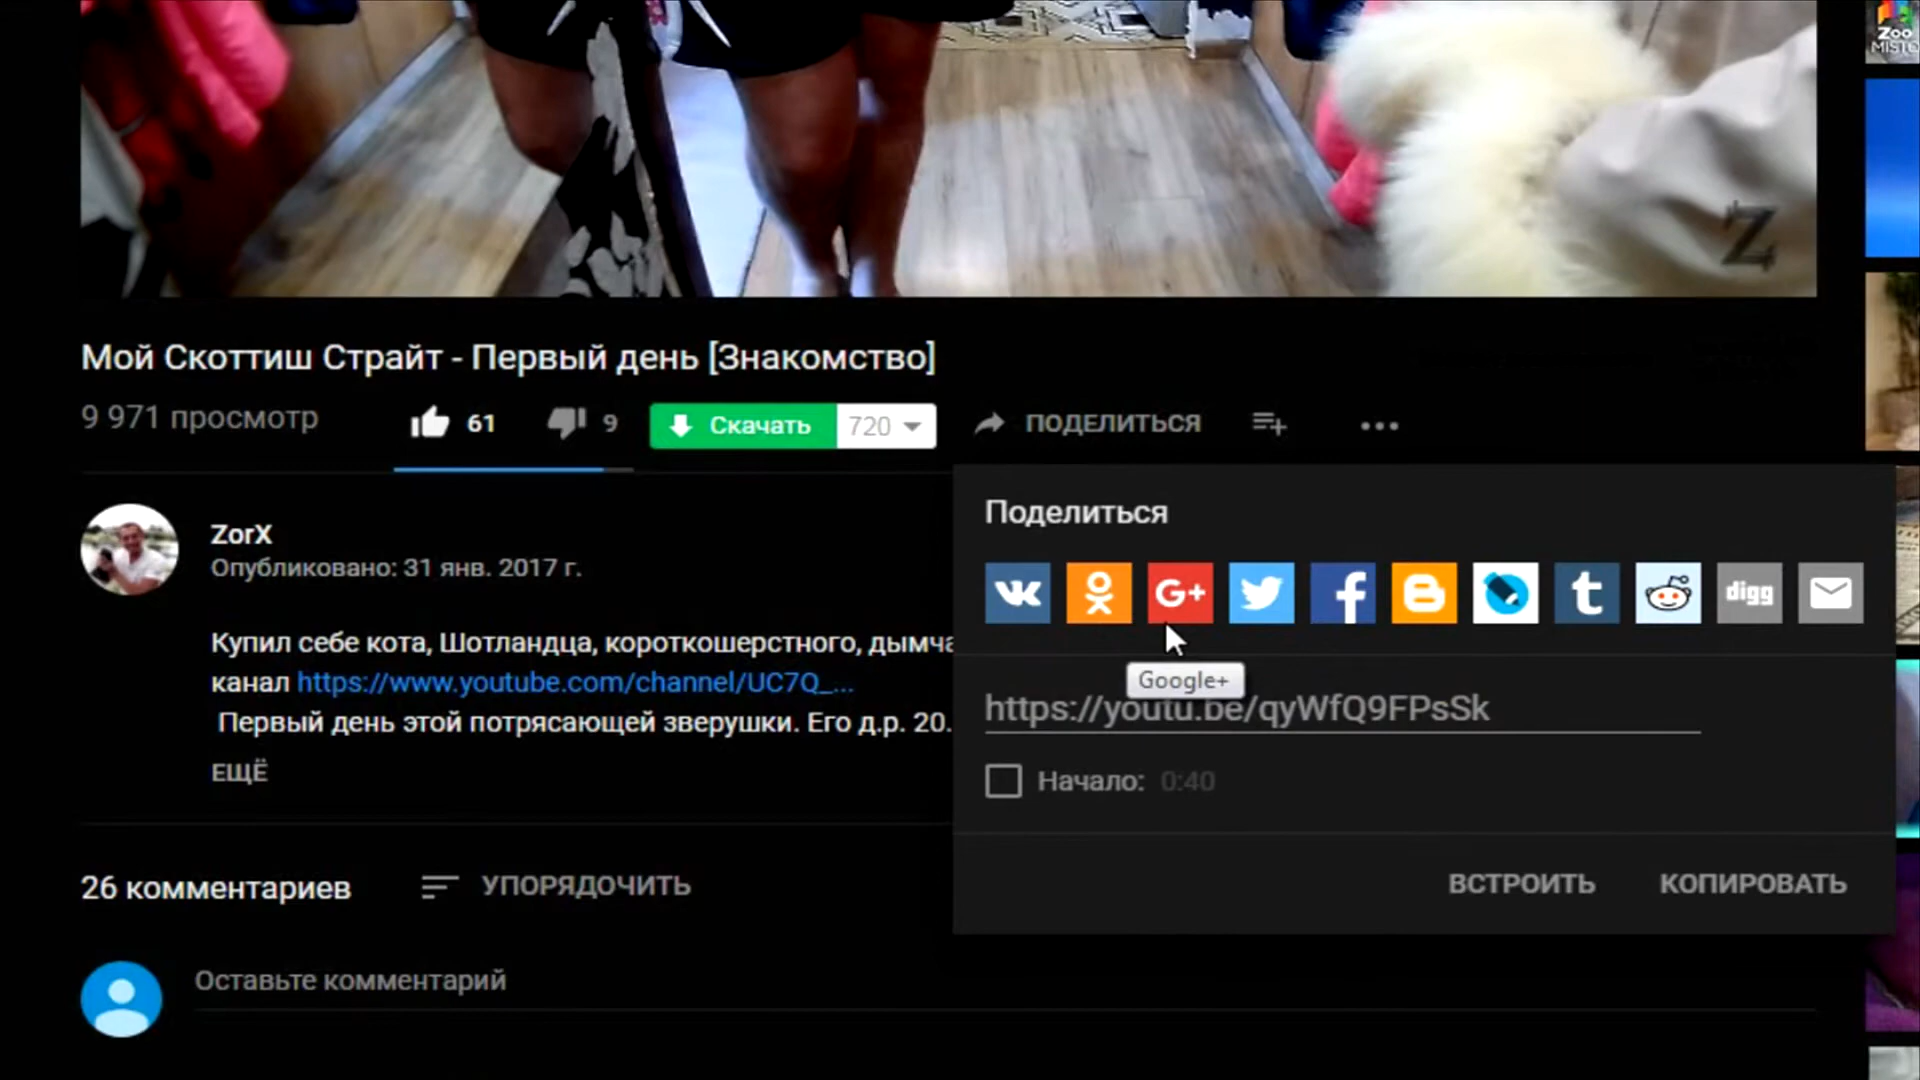 Zoo
Z
Мой Скоттиш Страйт - Первый день [Знакомство]
9 971 просмотр
61
9
Скачать
720
ПОДЕЛИТЬСЯ
ZorX
Опубликовано: 31 янв. 2017 г.
Купил себе кота, Шотландца, короткошерстного,
канал https://www.youtube.com/channel/UC7Q_...
Первый день этой потрясающей зверушки. Его д.р. 20.
ЕЩЁ
Поделиться
G+
f
t
digg
Google+
https://youtu.be/qyWfQ9FPsSk
Начало: 0:40
ВСТРОИТЬ
КОПИРОВАТЬ
26 комментариев
УПОРЯДОЧИТЬ
Оставьте комментарий